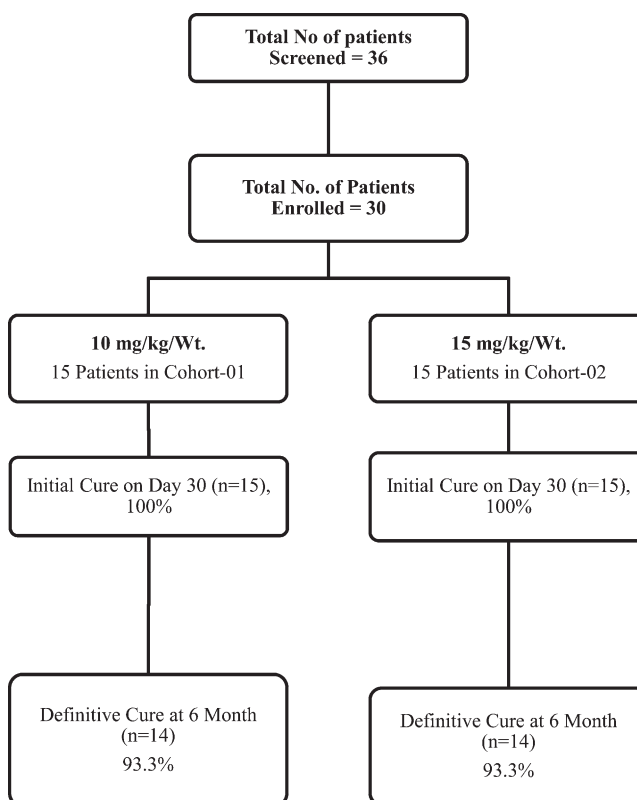 Total No of patients
Screened = 36
Total No. of Patients
Enrolled = 30
10 mg/kg/Wt.
15 Patients in Cohort-01
15 mg/kg/Wt.
15 Patients in Cohort-02
Initial Cure on Day 30 (n=15),
100%
Initial Cure on Day 30 (n=15),
100%
Definitive Cure at 6 Month
(n=14)
93.3%
Definitive Cure at 6 Month
(n=14)
93.3%